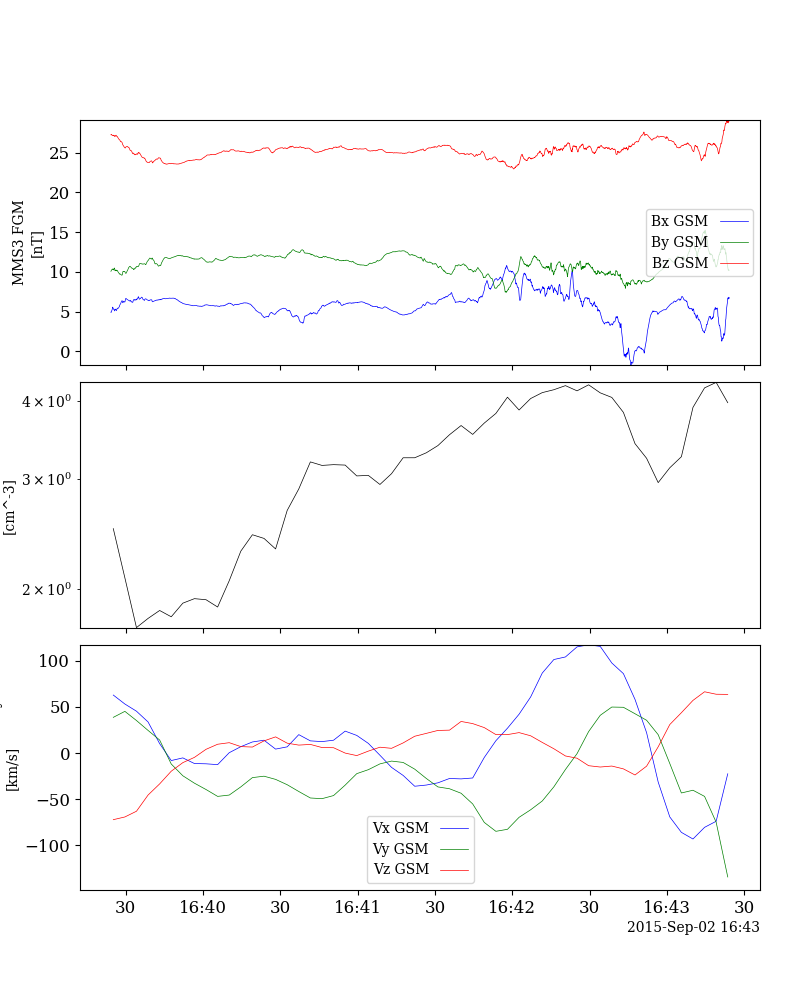 25
20
15
10
5
0
MMS3 FGM
[nT]
Bx GSM
By GSM
Bz GSM
4 × 10⁰
3 × 10⁰
2 × 10⁰
[cm^-3]
100
50
0
−50
−100
[km/s]
Vx GSM
Vy GSM
Vz GSM
30 16:40 30 16:41 30 16:42 30 16:43 30
2015-Sep-02 16:43